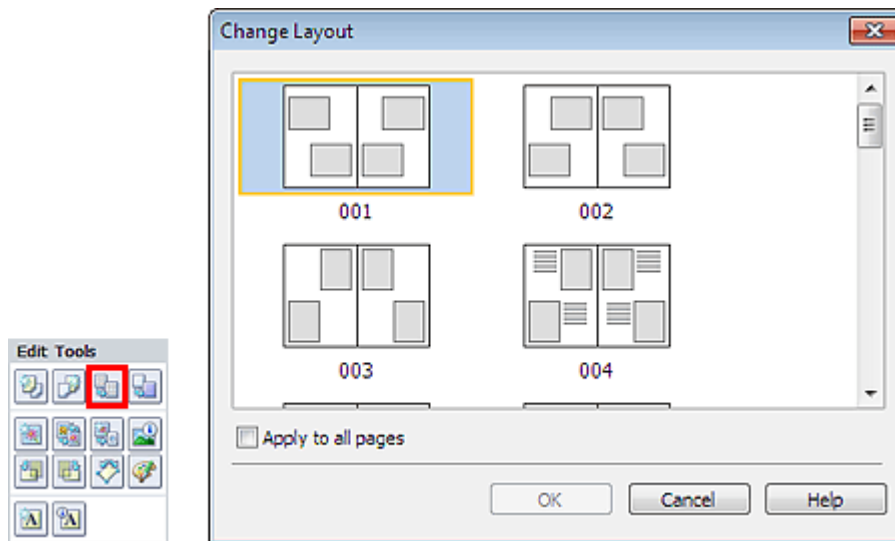 Change Layout
001
002
003
004
Edit Tools
Apply to all pages
OK
Cancel
Help
A
A